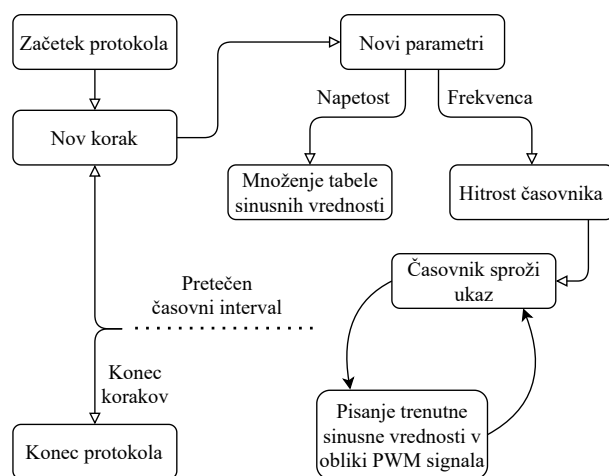 Začetek protokola
Novi parametri
Nov korak
Napetost
Frekvenca
Množenje tabele
sinusnih vrednosti
Hitrost časovnika
Časovnik sproži
ukaz
Pretečen
časovni interval
Konec
korakov
Konec protokola
Pisanje trenutne
sinusne vrednosti v
obliki PWM signala